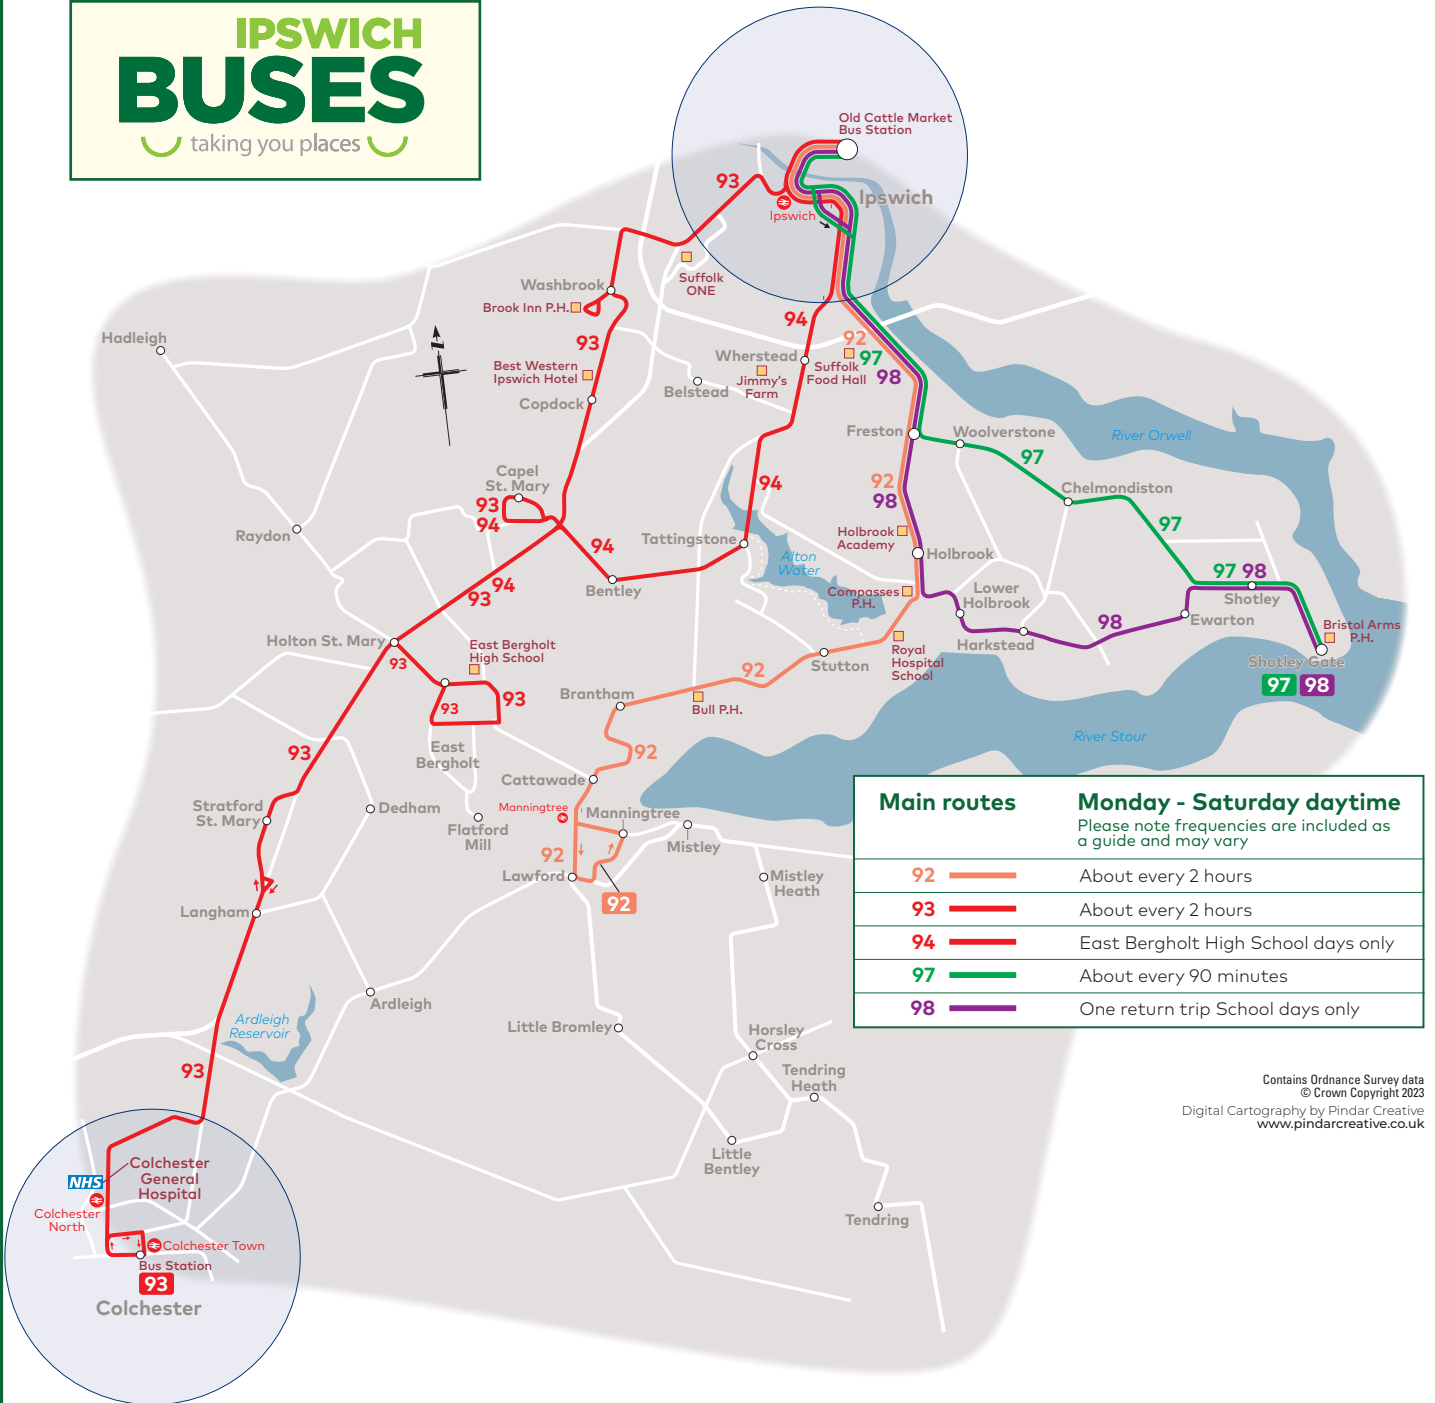 IPSWICH
BUSES
taking you places
Old Cattle Market
Bus Station
Ipswich
Ipswich
93
Suffolk
ONE
Washbrook
Brook Inn P.H.
93
94
Hadleigh
N
Best Western
Ipswich Hotel
Copdock
Wherstead
Jimmy's
Farm
Belstead
92
97
98
Suffolk
Food Hall
Freston
Woolverstone
River Orwell
97
Capel
St. Mary
93
94
94
92
98
Chelmondiston
97
Raydon
Tattingstone
Holbrook
Academy
Holbrook
Alton
Water
94
Bentley
Compasses
P.H.
Lower
Holbrook
97 98
Shotley
94
93
Ewarton
98
Bristol Arms
P.H.
Holton St. Mary
93
East Bergholt
High School
Harkstead
Royal
Hospital
School
Stutton
Shotley Gate
97 98
93
93
92
Brantham
Bull P.H.
River Stour
93
East
Bergholt
92
Cattawade
Stratford
St. Mary
Dedham
Manningtree
Manningtree
Flatford
Mill
Mistley
92
Lawford
Mistley
Heath
92
Langham
Ardleigh
Ardleigh
Reservoir
Little Bromley
Horsley
Cross
93
Tendring
Heath
Little
Bentley
Tendring
Colchester
General
Hospital
NHS
Colchester
North
Colchester Town
Bus Station
93
Colchester
Main routes
Monday - Saturday daytime
Please note frequencies are included as
a guide and may vary
92 About every 2 hours
93 About every 2 hours
94 East Bergholt High School days only
97 About every 90 minutes
98 One return trip School days only
Contains Ordnance Survey data
© Crown Copyright 2023
Digital Cartography by Pindar Creative
www.pindarcreative.co.uk